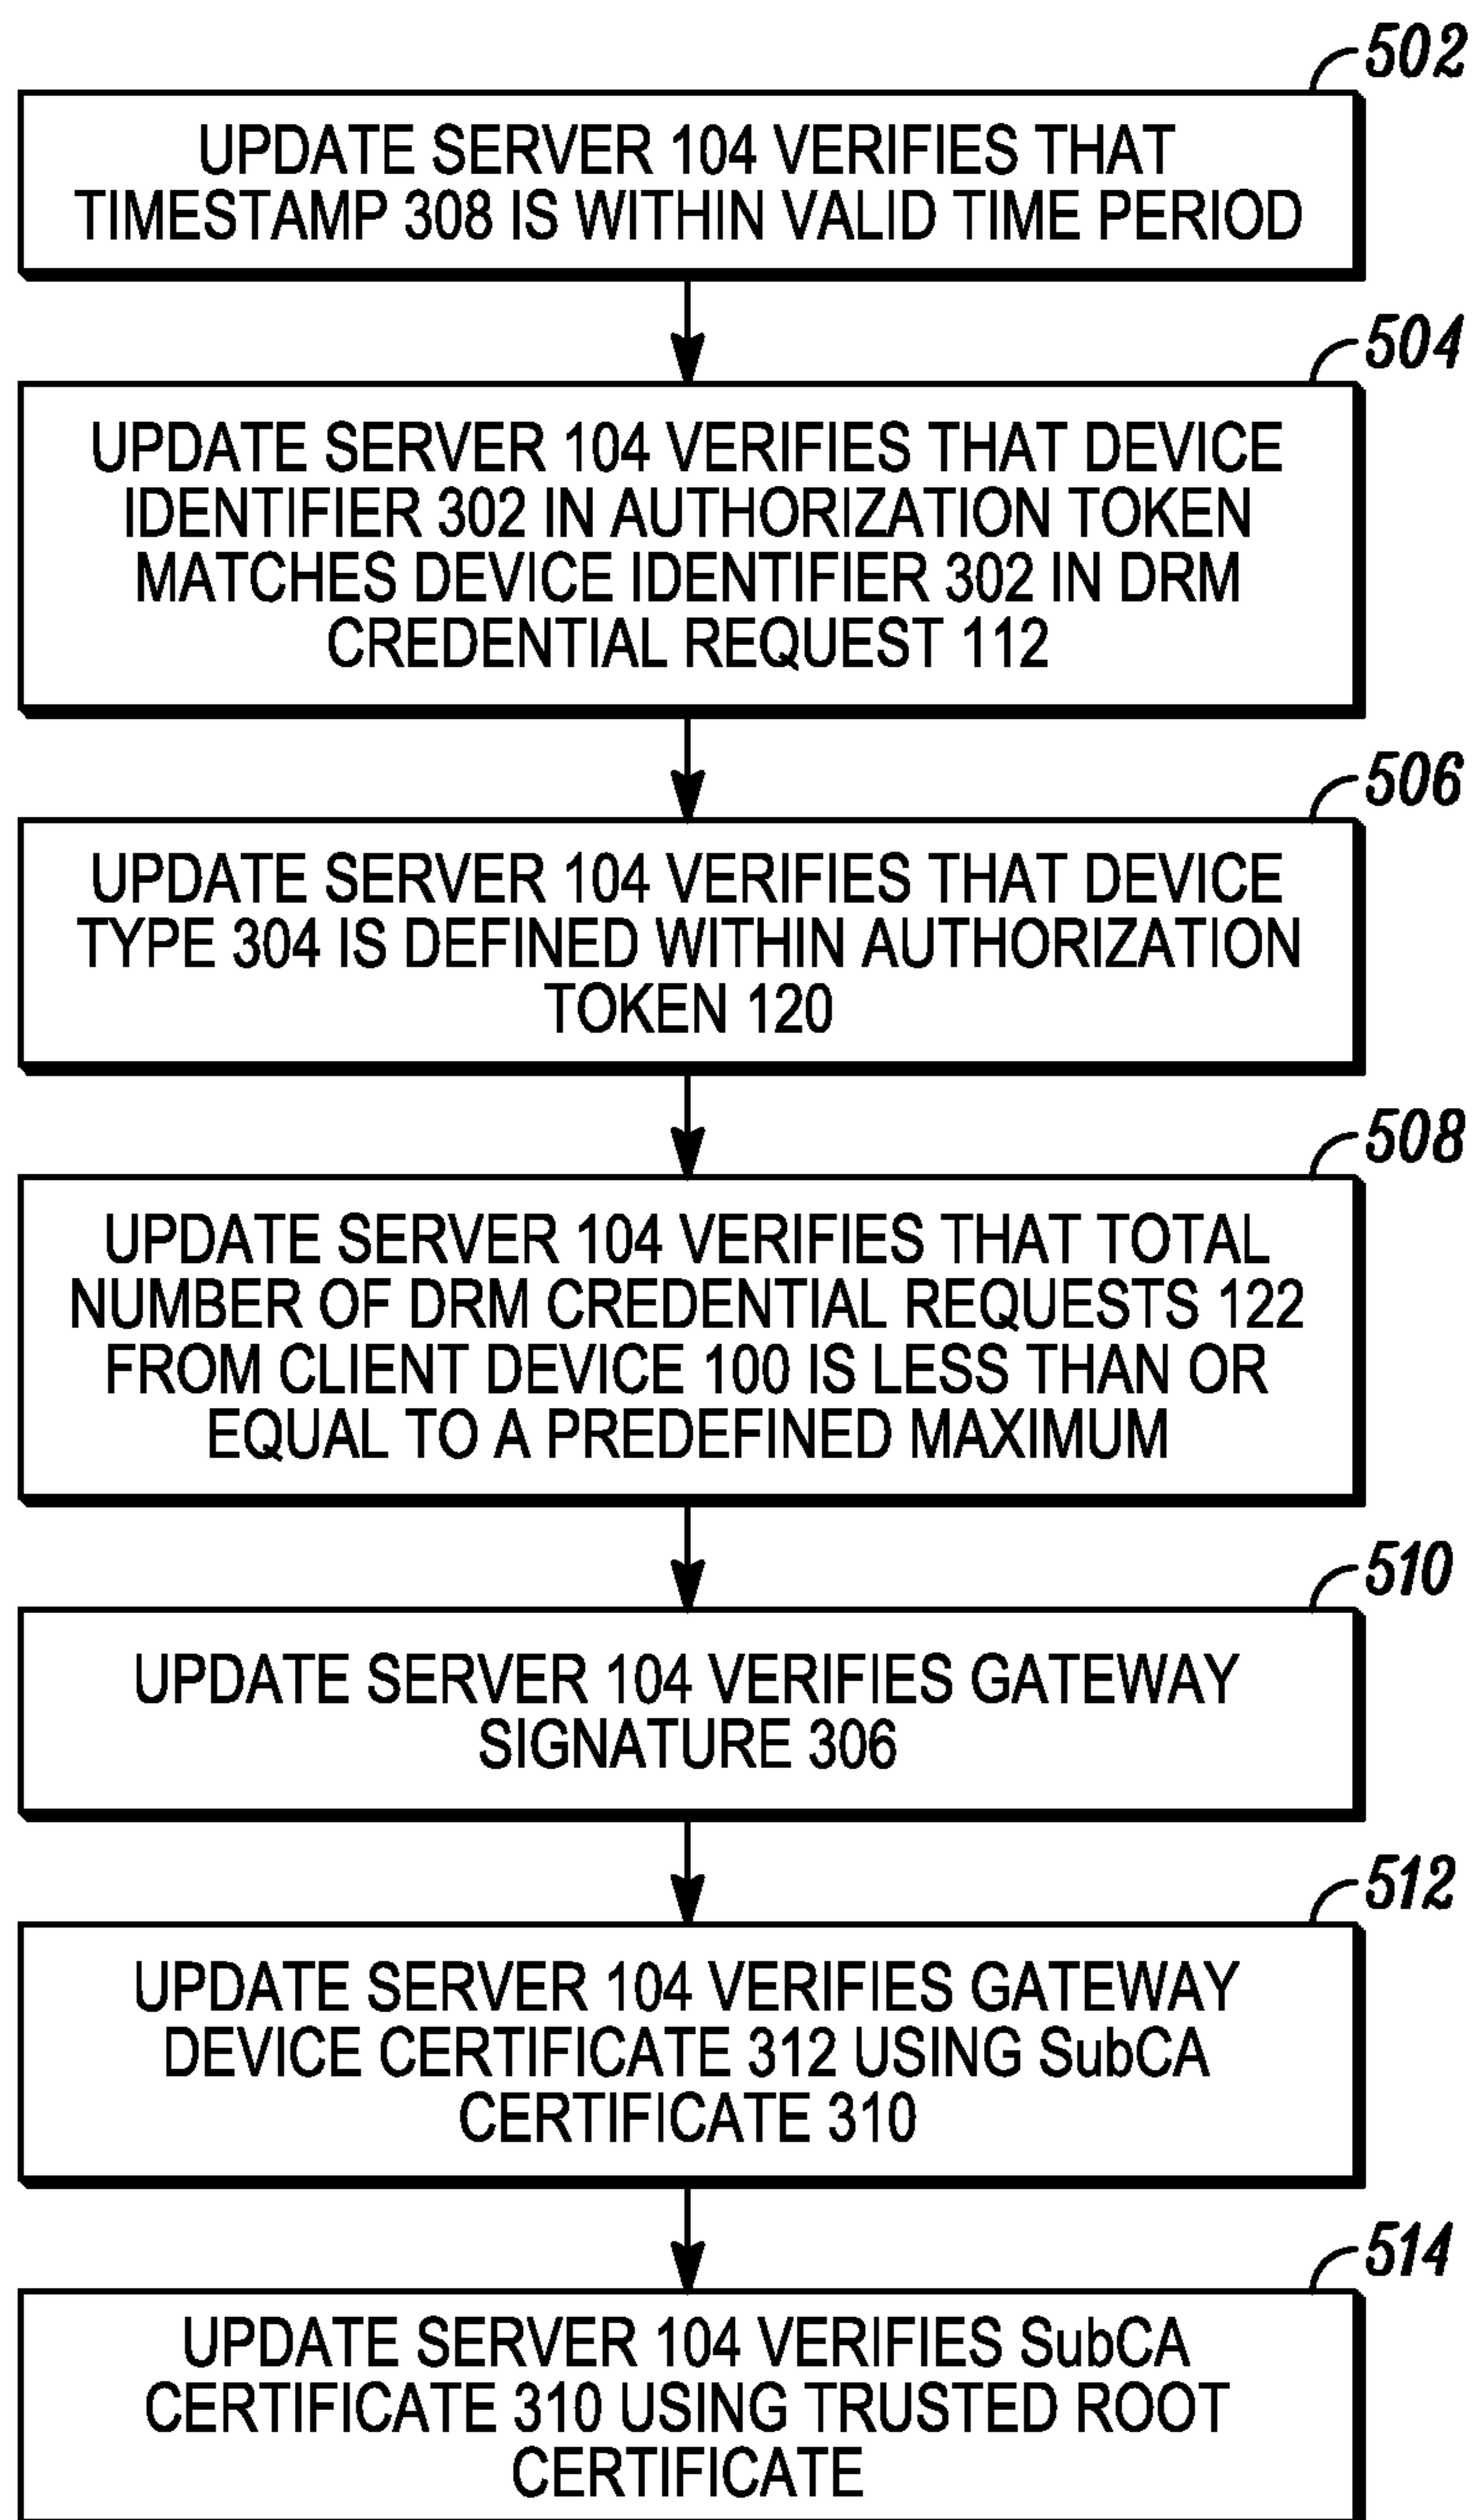 502
UPDATE SERVER 104 VERIFIES THAT
TIMESTAMP 308 IS WITHIN VALID TIME PERIOD
504
UPDATE SERVER 104 VERIFIES THAT DEVICE
IDENTIFIER 302 IN AUTHORIZATION TOKEN
MATCHES DEVICE IDENTIFIER 302 IN DRM
CREDENTIAL REQUEST 112
506
UPDATE SERVER 104 VERIFIES THAT DEVICE
TYPE 304 IS DEFINED WITHIN AUTHORIZATION
TOKEN 120
508
UPDATE SERVER 104 VERIFIES THAT TOTAL
NUMBER OF DRM CREDENTIAL REQUESTS 122
FROM CLIENT DEVICE 100 IS LESS THAN OR
EQUAL TO A PREDEFINED MAXIMUM
510
UPDATE SERVER 104 VERIFIES GATEWAY
SIGNATURE 306
512
UPDATE SERVER 104 VERIFIES GATEWAY
DEVICE CERTIFICATE 312 USING SubCA
CERTIFICATE 310
514
UPDATE SERVER 104 VERIFIES SubCA
CERTIFICATE 310 USING TRUSTED ROOT
CERTIFICATE